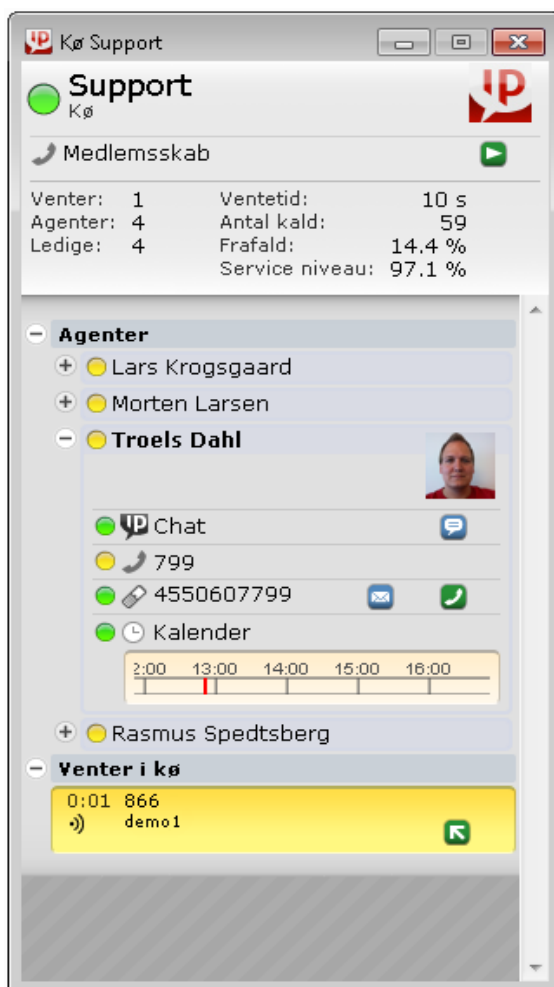 Kø Support
Support
Kø
Medlemsskab
Venter: 1 Ventetid: 10 s
Agenter: 4 Antal kald: 59
Ledige: 4 Frafald: 14.4 %
Service niveau: 97.1 %
Agenter
Lars Krogsgaard
Morten Larsen
Troels Dahl
Chat
799
4550607799
Kalender
2:00 13:00 14:00 15:00 16:00
Rasmus Spedtsberg
Venter i kø
0:01 866
demo1